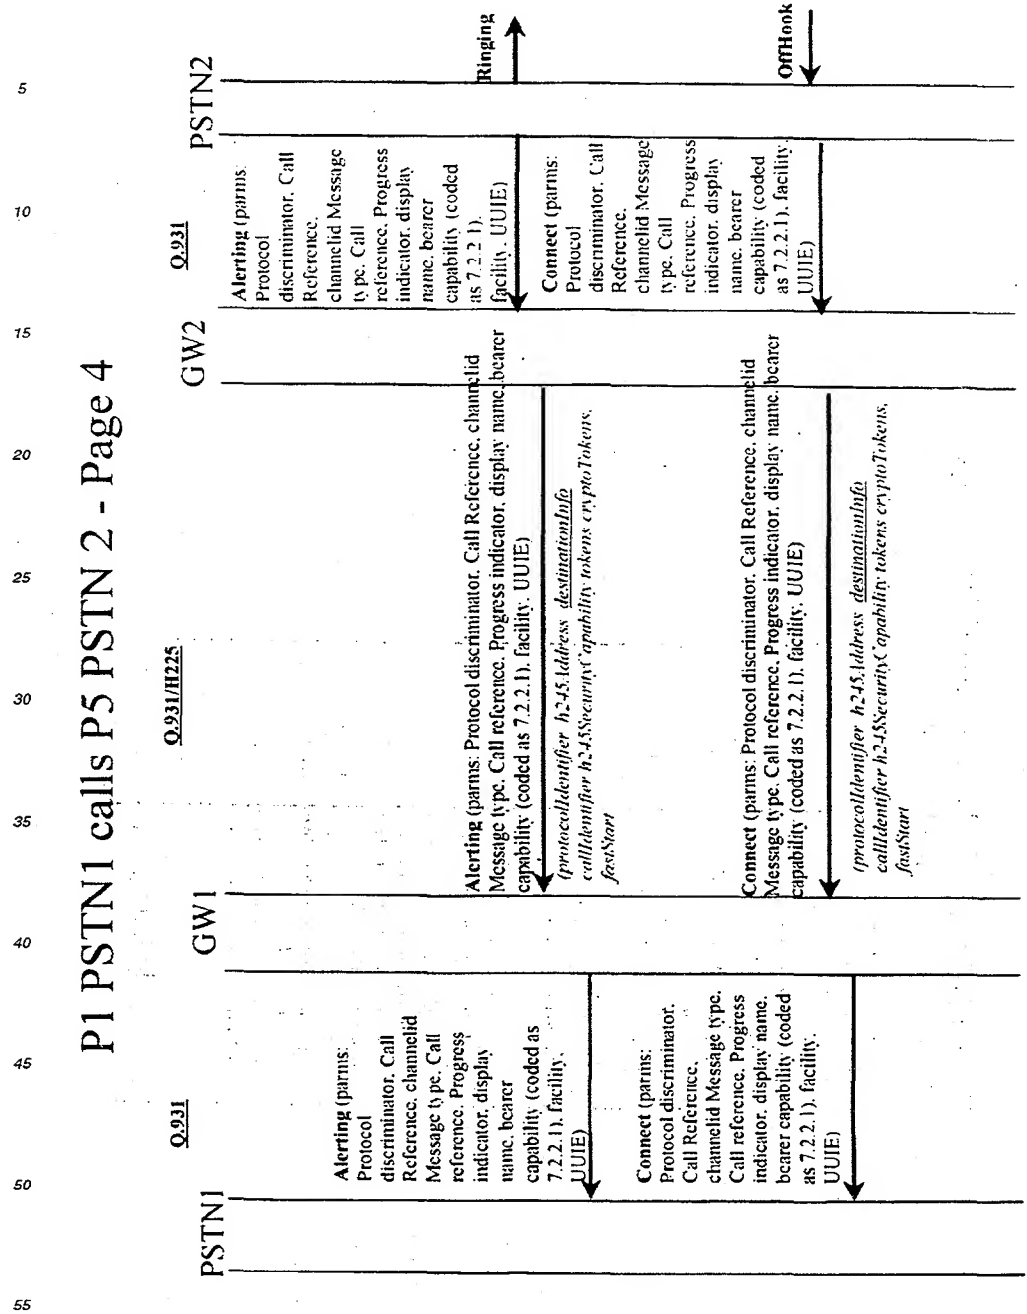 P1 PSTN1 calls P5 PSTN 2 - Page 4
PSTN1
GW1
GW2
PSTN2
Q.931
Q.931/H225
Q.931
Alerting (parms:
Protocol
discriminator. Call
Reference. channelid
Message type. Call
reference. Progress
indicator. display
name. bearer
capability (coded as
7.2.2.1). facility.
UUIE)
Alerting (parms: Protocol discriminator. Call Reference. channelid
Message type. Call reference. Progress indicator. display name. bearer
capability (coded as 7.2.2.1). facility. UUIE)
(protocolIdentifier h245Address destinationInfo
callIdentifier h245SecurityCapability tokens cryptoTokens,
fastStart
Alerting (parms:
Protocol
discriminator. Call
Reference.
channelid Message
type. Call
reference. Progress
indicator. display
name. bearer
capability (coded
as 7.2.2.1).
facility. UUIE)
Ringing
Connect (parms:
Protocol discriminator.
Call Reference.
channelid Message type.
Call reference. Progress
indicator. display name.
bearer capability (coded
as 7.2.2.1). facility.
UUIE)
Connect (parms: Protocol discriminator. Call Reference. channelid
Message type. Call reference. Progress indicator. display name. bearer
capability (coded as 7.2.2.1). facility. UUIE)
(protocolIdentifier h245Address destinationInfo
callIdentifier h245SecurityCapability tokens cryptoTokens,
fastStart
Connect (parms:
Protocol
discriminator. Call
Reference.
channelid Message
type. Call
reference. Progress
indicator. display
name. bearer
capability (coded
as 7.2.2.1). facility.
UUIE)
OffHook
5
10
15
20
25
30
35
40
45
50
55